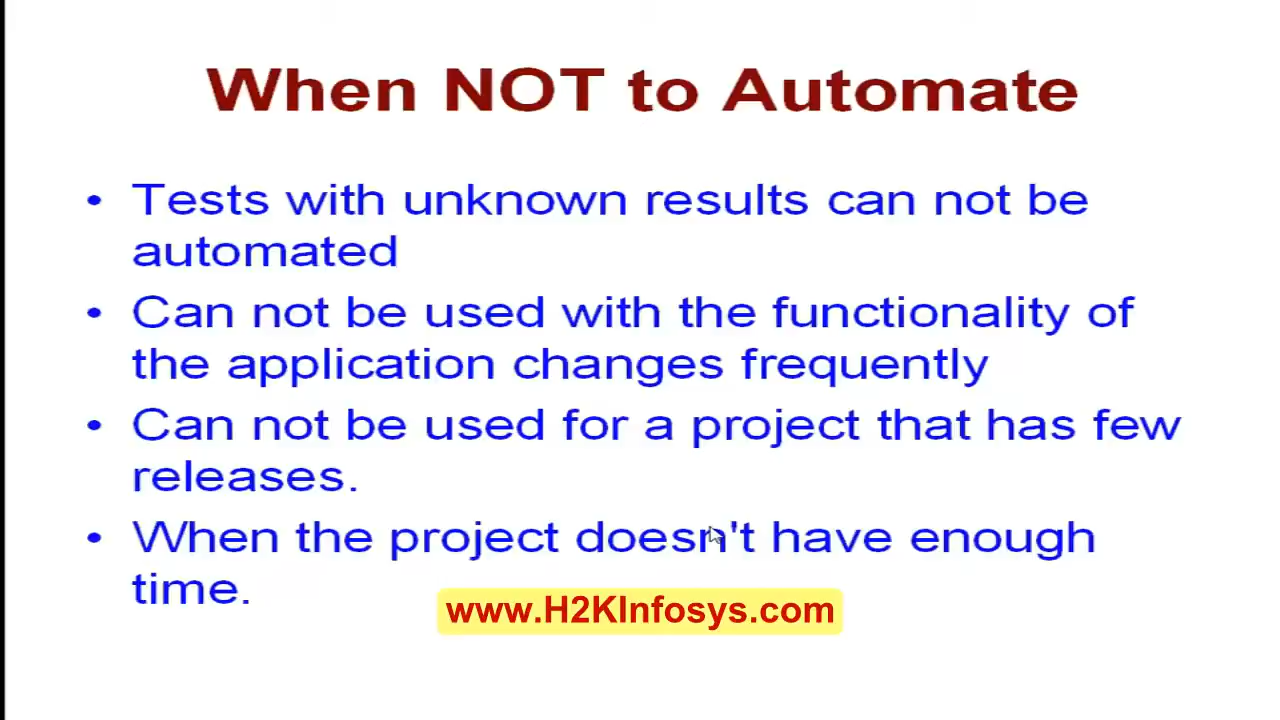 When NOT to Automate
• Tests with unknown results can not be
automated
• Can not be used with the functionality of
the application changes frequently
• Can not be used for a project that has few
releases.
• When the project doesn't have enough
time.
www.H2KInfosys.com